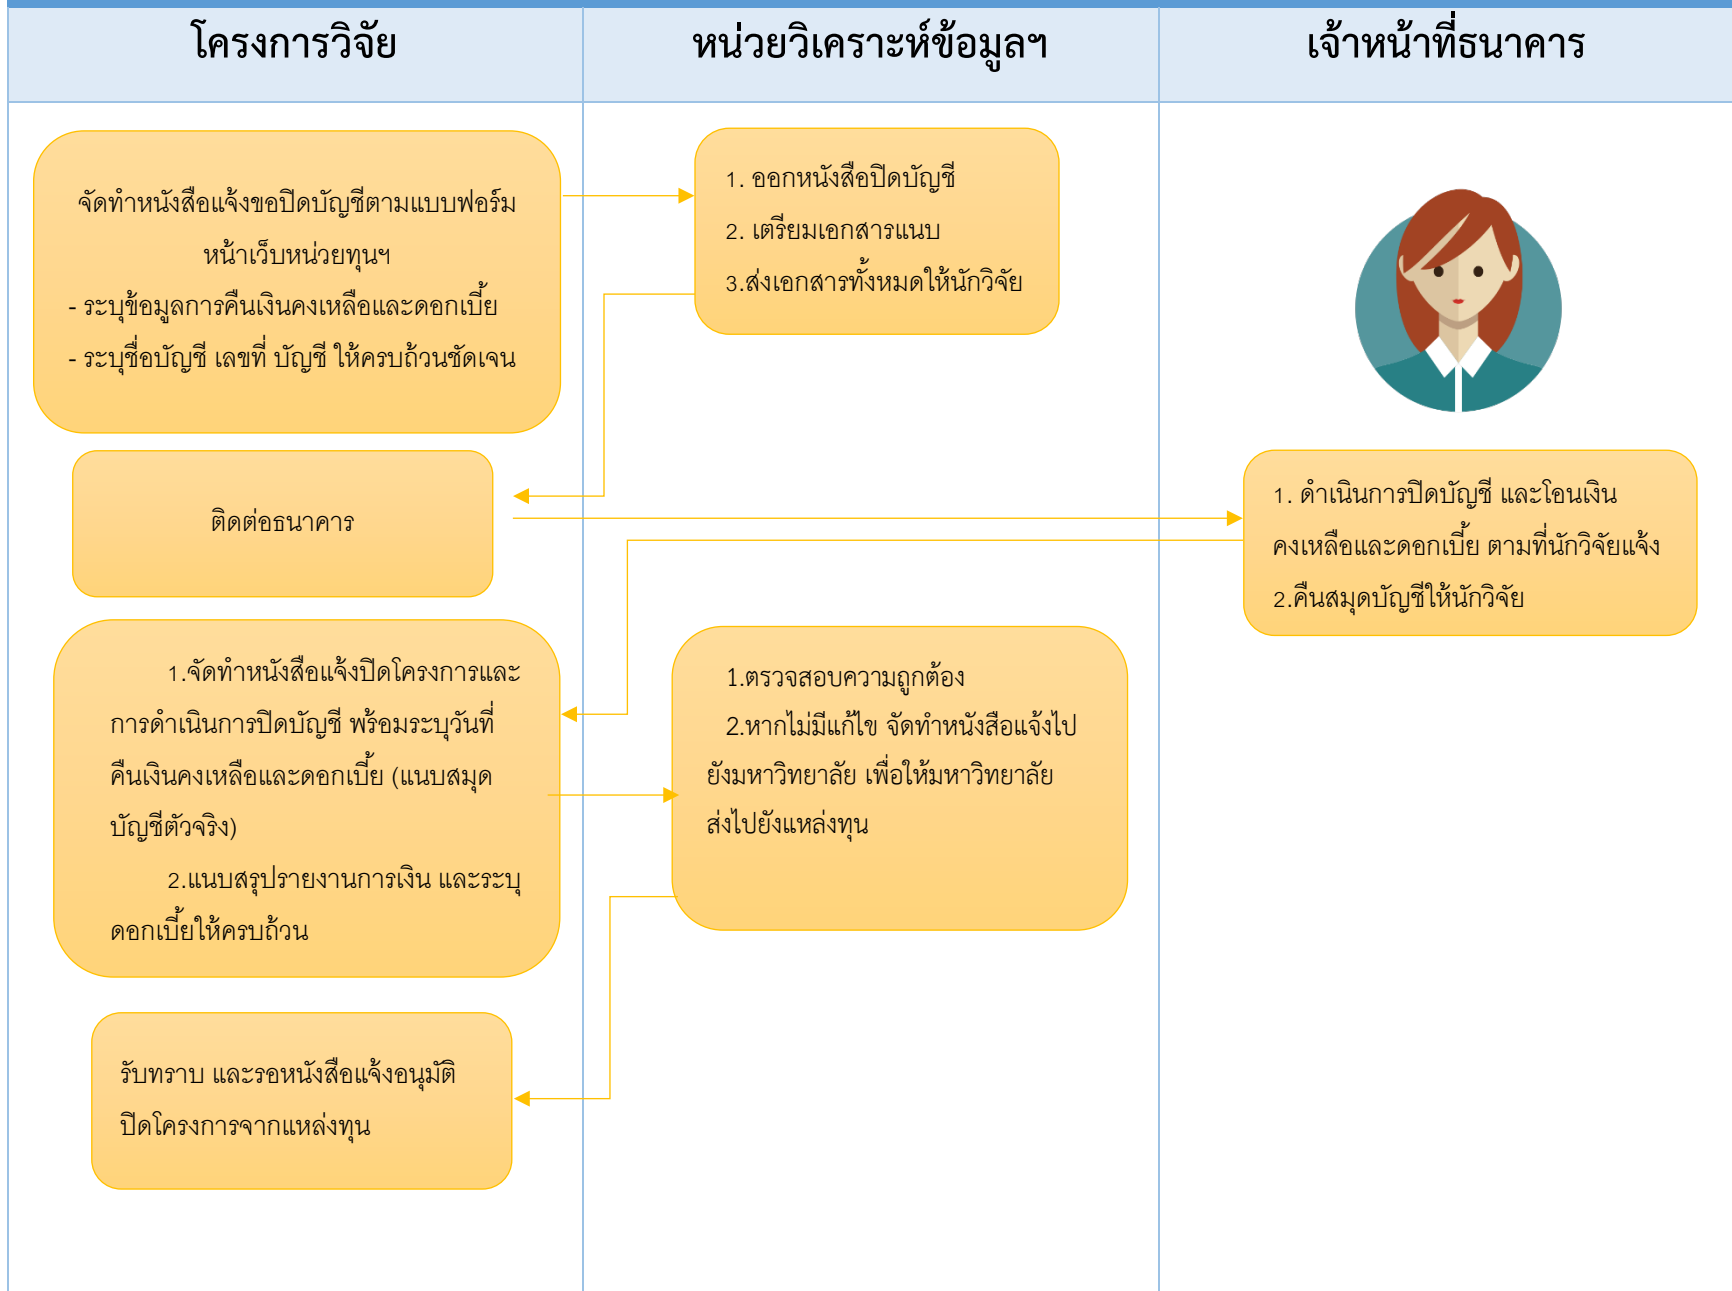 โครงการวิจัย
หน่วยวิเคราะห์ข้อมูลฯ
เจ้าหน้าที่ธนาคาร
จัดทำหนังสือแจ้งขอปิดบัญชีตามแบบฟอร์ม
หน้าเว็บหน่วยทุนฯ
- ระบุข้อมูลการคืนเงินคงเหลือและดอกเบี้ย
- ระบุชื่อบัญชี เลขที่ บัญชี ให้ครบถ้วนชัดเจน
1. ออกหนังสือปิดบัญชี
2. เตรียมเอกสารแนบ
3.ส่งเอกสารทั้งหมดให้นักวิจัย
ติดต่อธนาคาร
1. ดำเนินการปิดบัญชี และโอนเงิน
คงเหลือและดอกเบี้ย ตามที่นักวิจัยแจ้ง
2.คืนสมุดบัญชีให้นักวิจัย
1.จัดทำหนังสือแจ้งปิดโครงการและ
การดำเนินการปิดบัญชี พร้อมระบุวันที่
คืนเงินคงเหลือและดอกเบี้ย (แนบสมุด
บัญชีตัวจริง)
2.แนบสรุปรายงานการเงิน และระบุ
ดอกเบี้ยให้ครบถ้วน
1.ตรวจสอบความถูกต้อง
2.หากไม่มีแก้ไข จัดทำหนังสือแจ้งไป
ยังมหาวิทยาลัย เพื่อให้มหาวิทยาลัย
ส่งไปยังแหล่งทุน
รับทราบ และรอหนังสือแจ้งอนุมัติ
ปิดโครงการจากแหล่งทุน